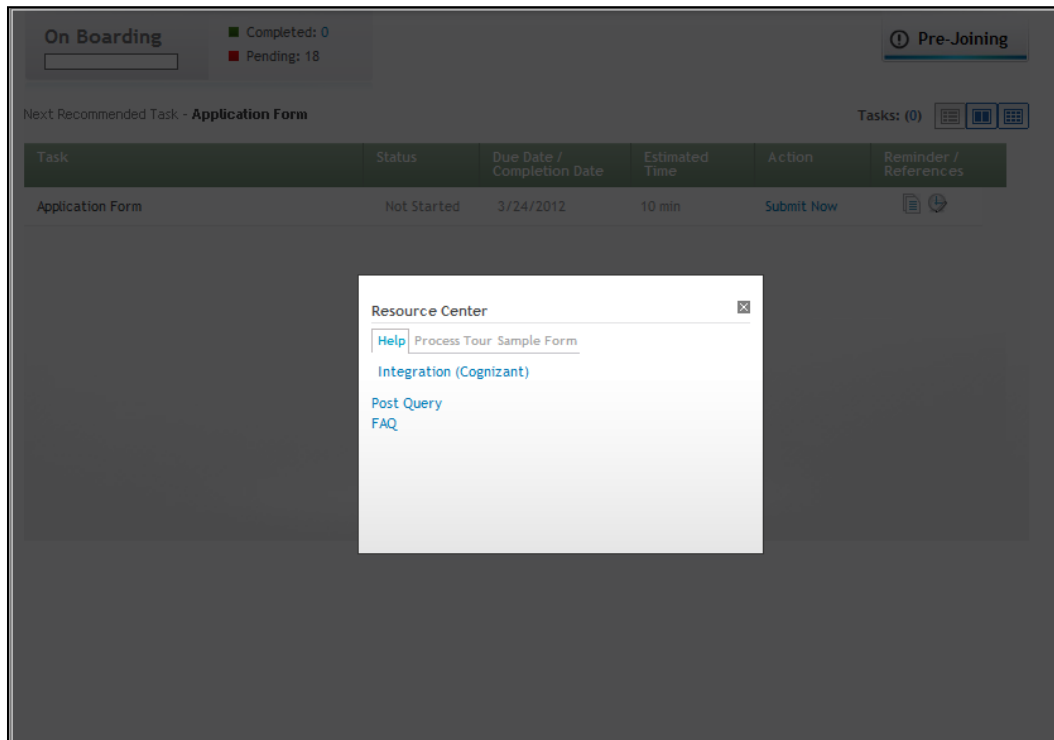 On Boarding
Completed: 0
Pending: 18
Pre-Joining
Next Recommended Task - Application Form
Tasks: (0)
Task Status Due Date / Completion Date Estimated Time Action Reminder / References
Application Form Not Started 3/24/2012 10 min Submit Now
Resource Center
Help Process Tour Sample Form
Integration (Cognizant)
Post Query
FAQ